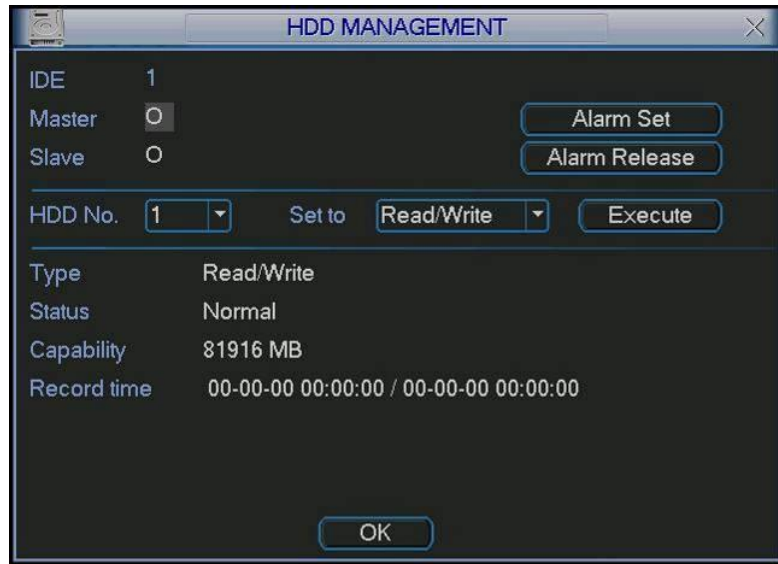 HDD MANAGEMENT
IDE 1
Master O
Alarm Set
Slave O
Alarm Release
HDD No. 1 Set to Read/Write Execute
Type Read/Write
Status Normal
Capability 81916 MB
Record time 00-00-00 00:00:00 / 00-00-00 00:00:00
OK